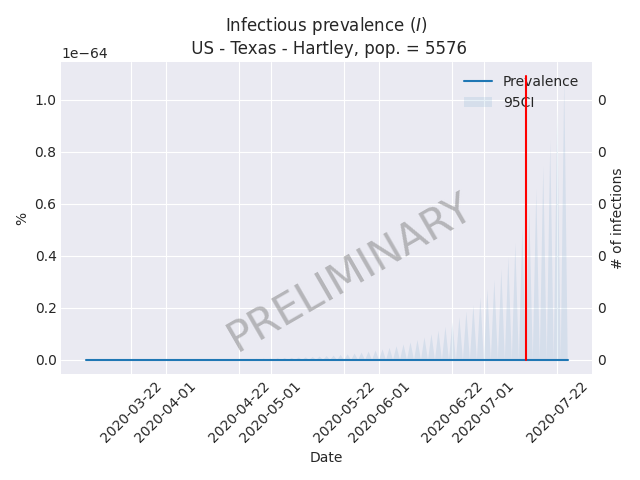 Infectious prevalence (I)
US - Texas - Hartley, pop. = 5576
1e−64
Prevalence
95CI
1.0
0.8
0.6
0.4
0.2
0.0
%
0
0
0
0
0
0
# of infections
PRELIMINARY
2020-03-22
2020-04-01
2020-04-22
2020-05-01
2020-05-22
2020-06-01
2020-06-22
2020-07-01
2020-07-22
Date